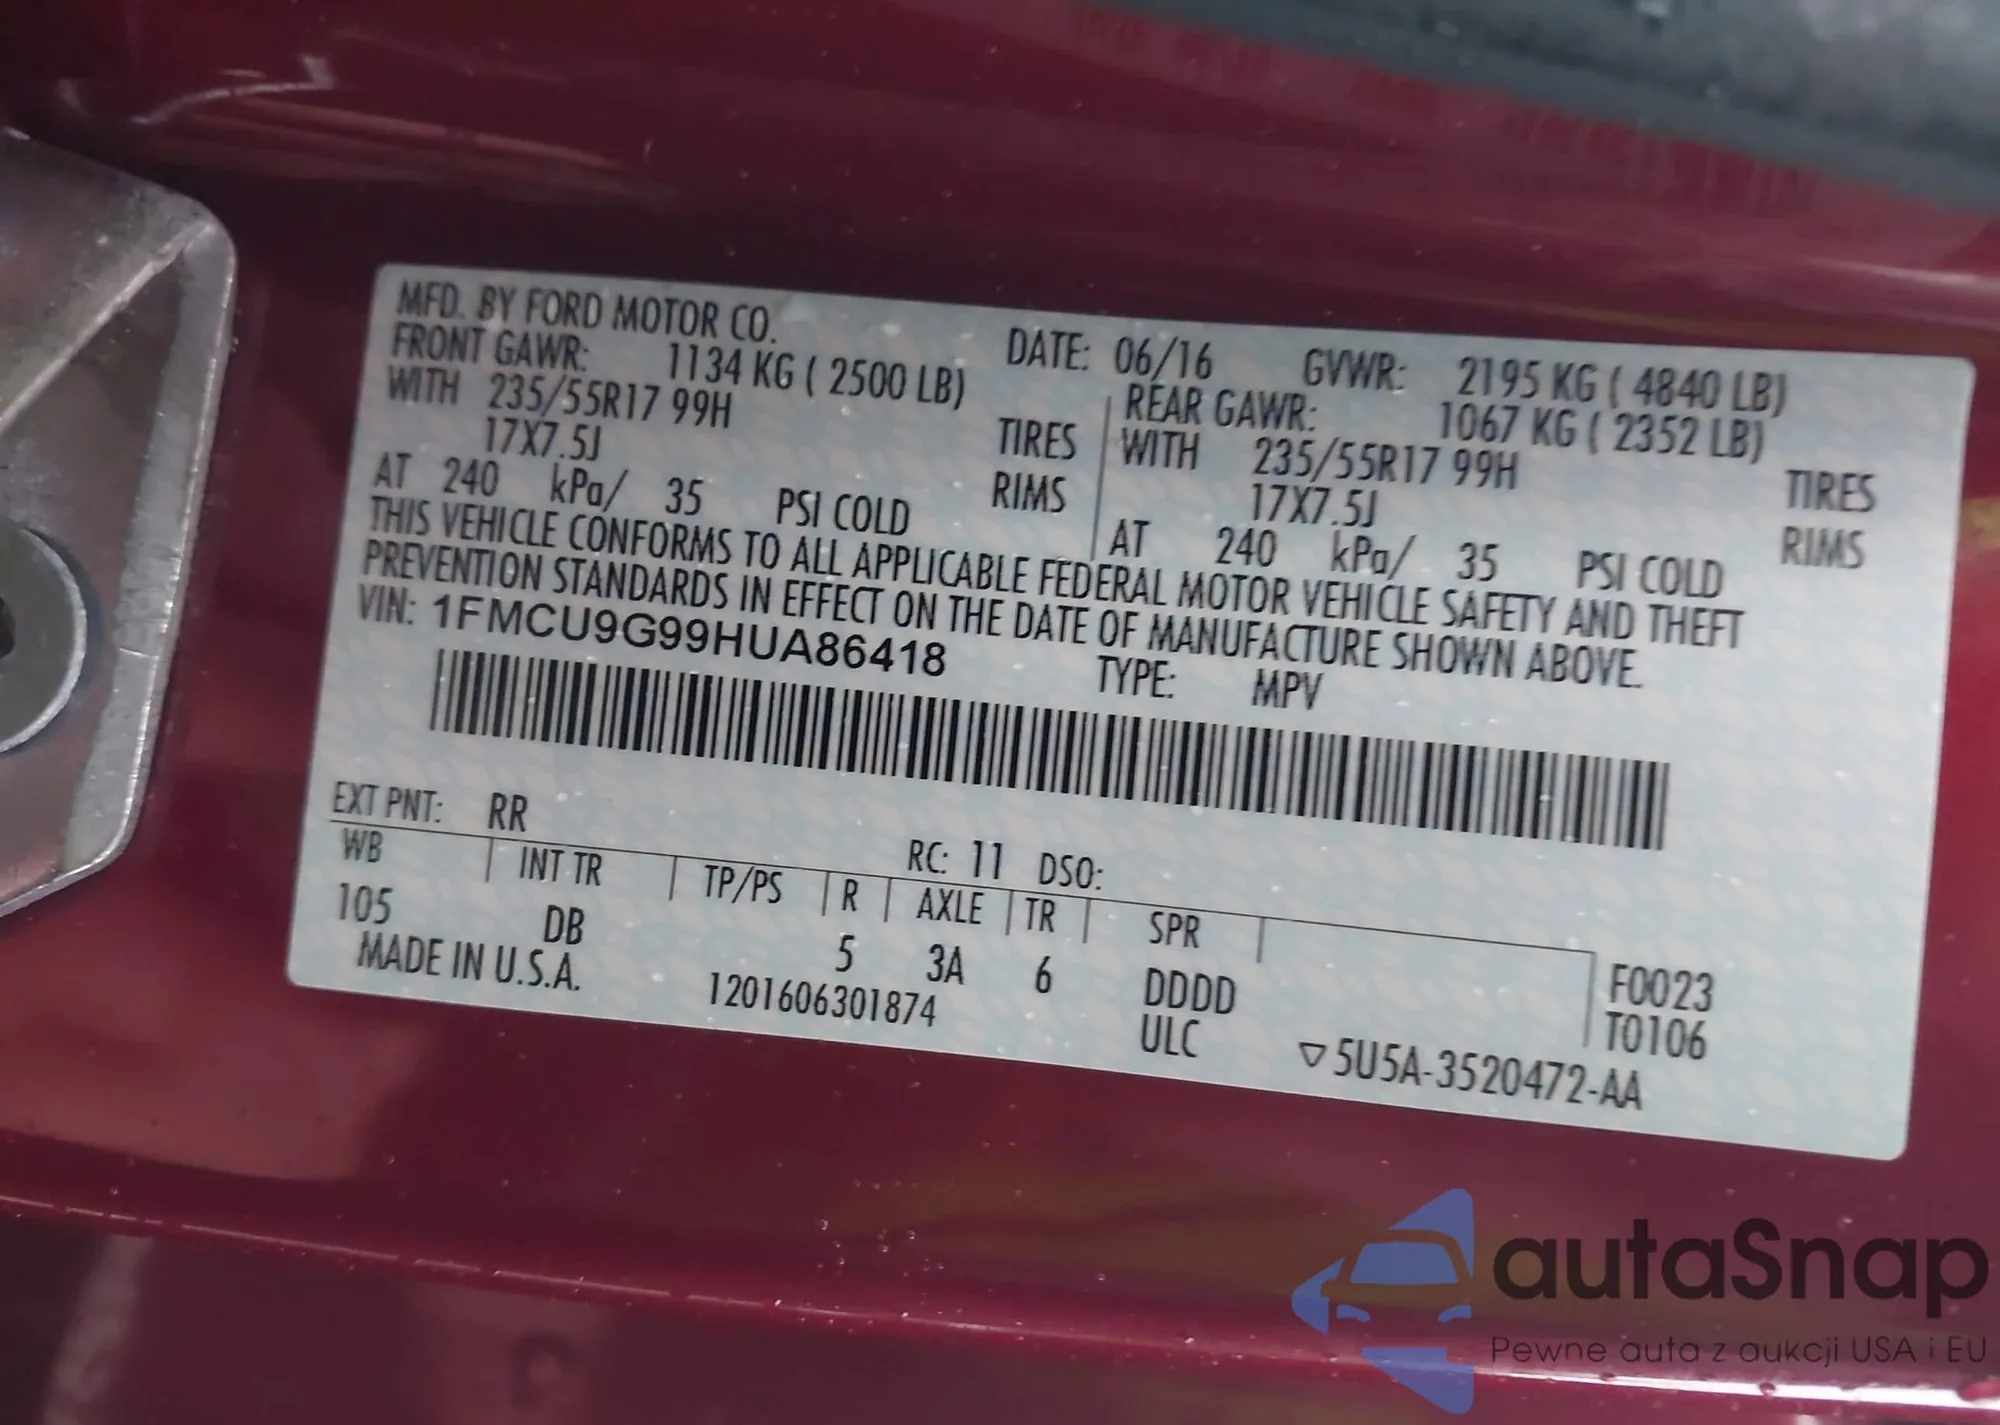 MFD. BY FORD MOTOR CO. DATE: 06/16 GVWR: 2195 KG ( 4840 LB)
FRONT GAWR: 1134 KG ( 2500 LB) REAR GAWR: 1067 KG ( 2352 LB)
WITH 235/55R17 99H TIRES WITH 235/55R17 99H TIRES
17X7.5J RIMS 17X7.5J RIMS
AT 240 kPa/ 35 PSI COLD AT 240 kPa/ 35 PSI COLD
THIS VEHICLE CONFORMS TO ALL APPLICABLE FEDERAL MOTOR VEHICLE SAFETY AND THEFT
PREVENTION STANDARDS IN EFFECT ON THE DATE OF MANUFACTURE SHOWN ABOVE.
VIN: 1FMCU9G99HUA86418 TYPE: MPV
EXT PNT: RR RC: 11 DSO:
WB INT TR TP/PS R AXLE TR SPR
105 DB 5 3A 6 DDDD F0023
MADE IN U.S.A. 1201606301874 ULC T0106
▽5U5A-3520472-AA
autaSnap
Pewne auta z aukcji USA i EU